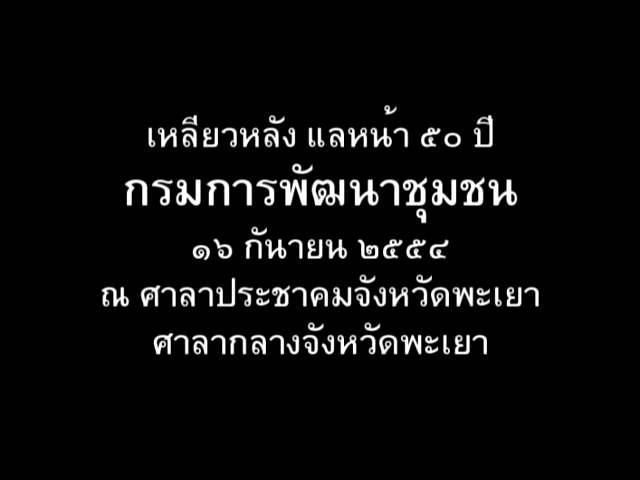 เหลียวหลัง แลหน้า ๕๐ ปี
กรมการพัฒนาชุมชน
๑๖ กันายน ๒๕๕๔
ณ ศาลาประชาคมจังหวัดพะเยา
ศาลากลางจังหวัดพะเยา